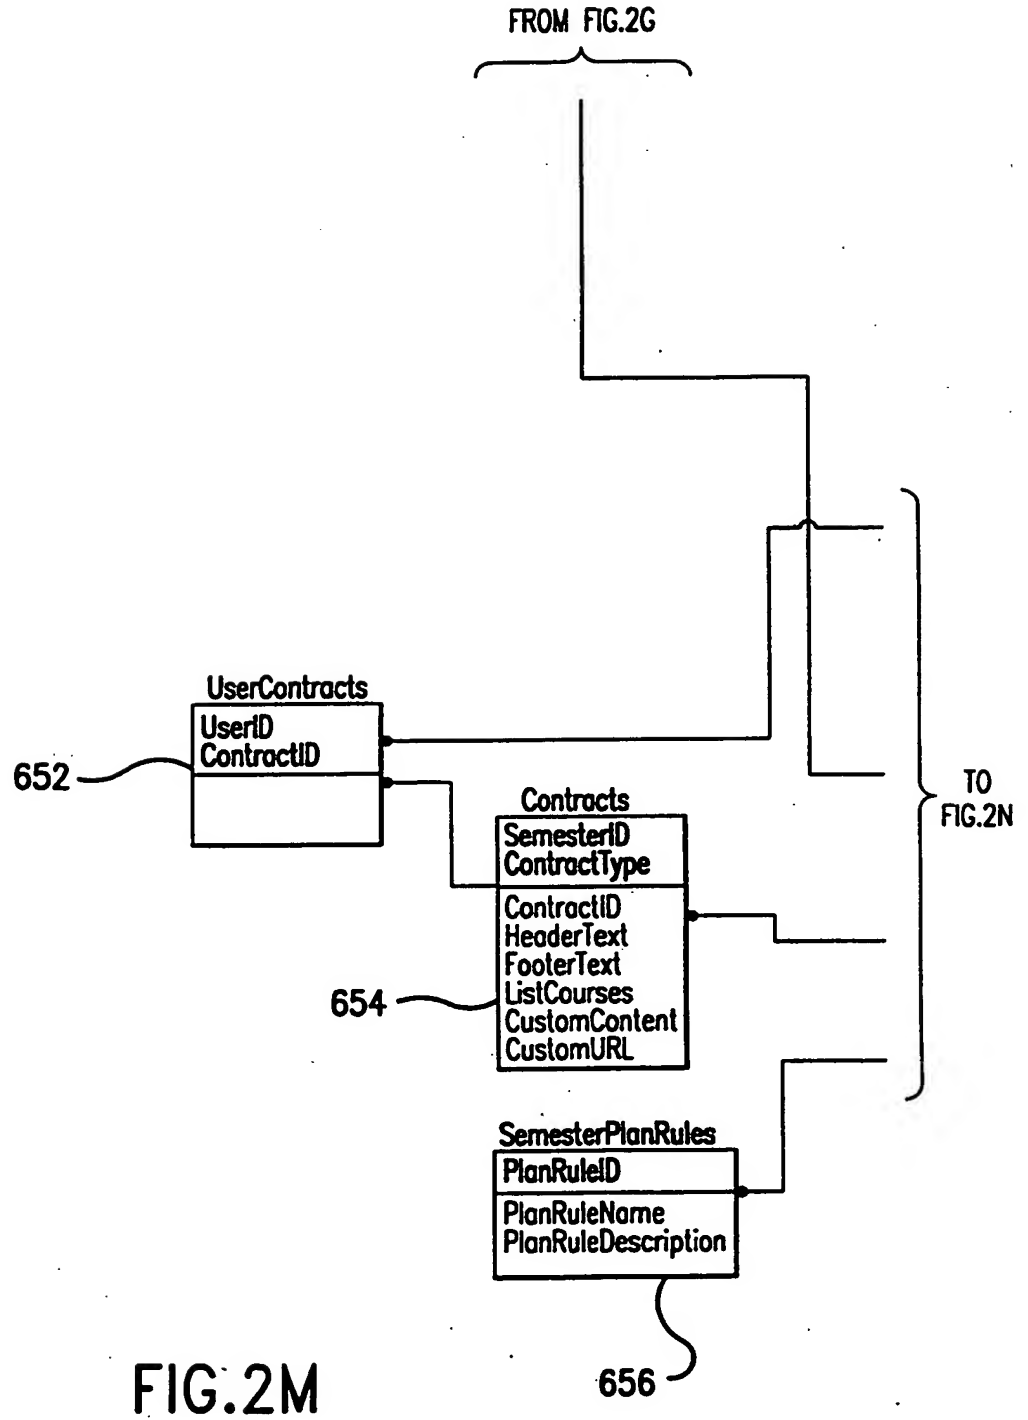 FROM FIG.2G
UserContracts
UserID
ContractID
652
Contracts
SemesterID
ContractType
TO
FIG.2N
ContractID
HeaderText
FooterText
ListCourses
CustomContent
CustomURL
654
SemesterPlanRules
PlanRuleID
PlanRuleName
PlanRuleDescription
656
FIG.2M